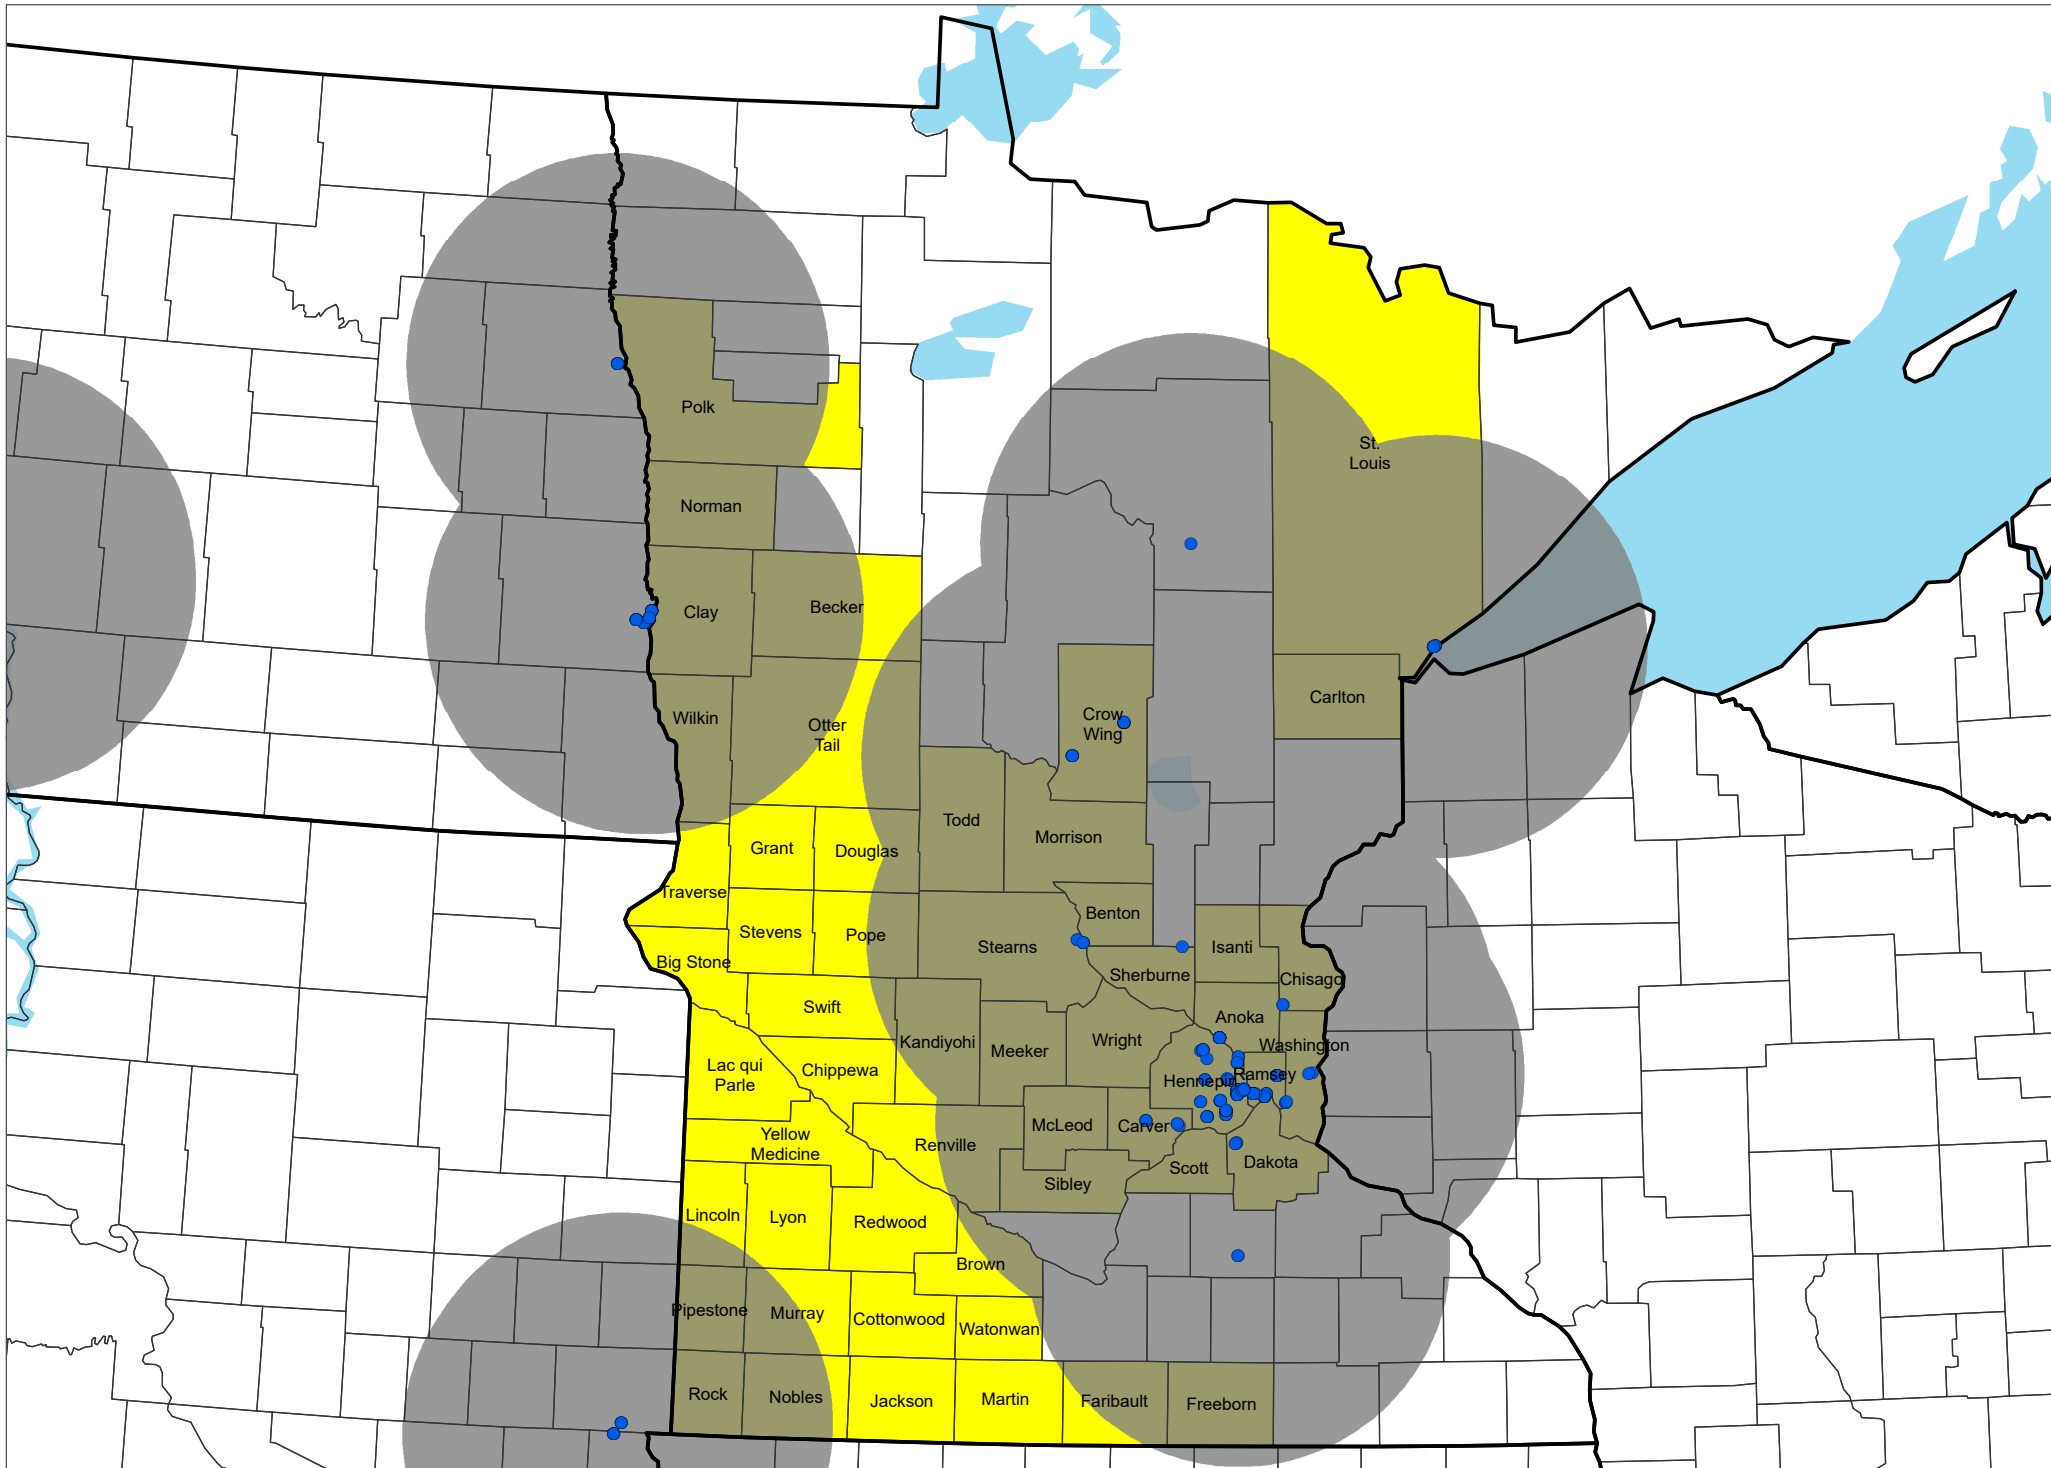 Polk
St.
Louis
Norman
Becker
Clay
Carlton
Wilkin
Crow
Wing
Otter
Tail
Todd
Morrison
Grant
Douglas
Traverse
Benton
Stevens
Pope
Stearns
Isanti
Big Stone
Sherburne
Chisago
Swift
Anoka
Kandiyohi
Meeker
Wright
Washington
Lac qui
Parle
Chippewa
Hennepin
Ramsey
McLeod
Carver
Yellow
Medicine
Renville
Scott
Dakota
Sibley
Lincoln
Lyon
Redwood
Brown
Pipestone
Murray
Cottonwood
Watonwan
Rock
Nobles
Jackson
Martin
Faribault
Freeborn